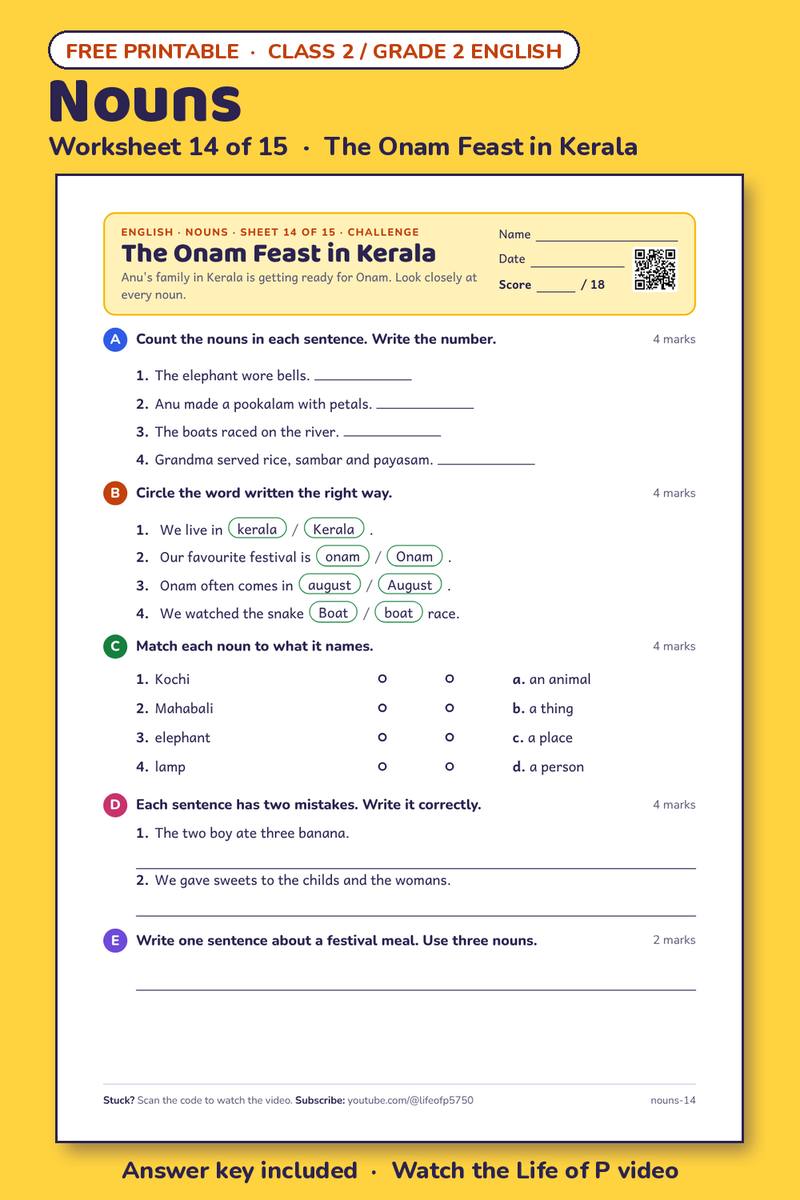 FREE PRINTABLE · CLASS 2 / GRADE 2 ENGLISH
Nouns
Worksheet 14 of 15 · The Onam Feast in Kerala
ENGLISH · NOUNS · SHEET 14 OF 15 · CHALLENGE
The Onam Feast in Kerala
Anu's family in Kerala is getting ready for Onam. Look closely at
every noun.
Name
Date
Score / 18
A Count the nouns in each sentence. Write the number. 4 marks
1. The elephant wore bells.
2. Anu made a pookalam with petals.
3. The boats raced on the river.
4. Grandma served rice, sambar and payasam.
B Circle the word written the right way. 4 marks
1. We live in kerala / Kerala .
2. Our favourite festival is onam / Onam .
3. Onam often comes in august / August .
4. We watched the snake Boat / boat race.
C Match each noun to what it names. 4 marks
1. Kochi a. an animal
2. Mahabali b. a thing
3. elephant c. a place
4. lamp d. a person
D Each sentence has two mistakes. Write it correctly. 4 marks
1. The two boy ate three banana.
2. We gave sweets to the childs and the womans.
E Write one sentence about a festival meal. Use three nouns. 2 marks
Stuck? Scan the code to watch the video. Subscribe: youtube.com/@lifeofp5750 nouns-14
Answer key included · Watch the Life of P video